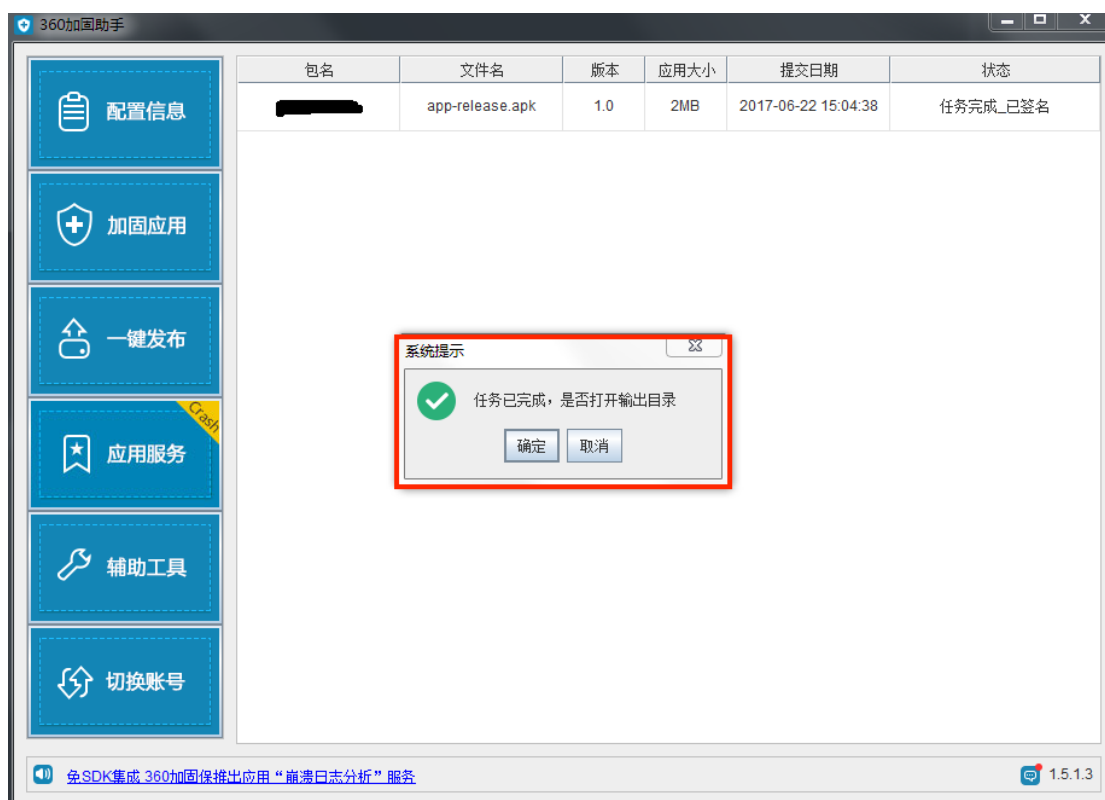 360加固助手
包名 文件名 版本 应用大小 提交日期 状态
app-release.apk 1.0 2MB 2017-06-22 15:04:38 任务完成_已签名
配置信息
加固应用
一键发布
Crash
应用服务
辅助工具
切换账号
系统提示
任务已完成，是否打开输出目录
确定 取消
免SDK集成 360加固保推出应用“崩溃日志分析”服务
1.5.1.3